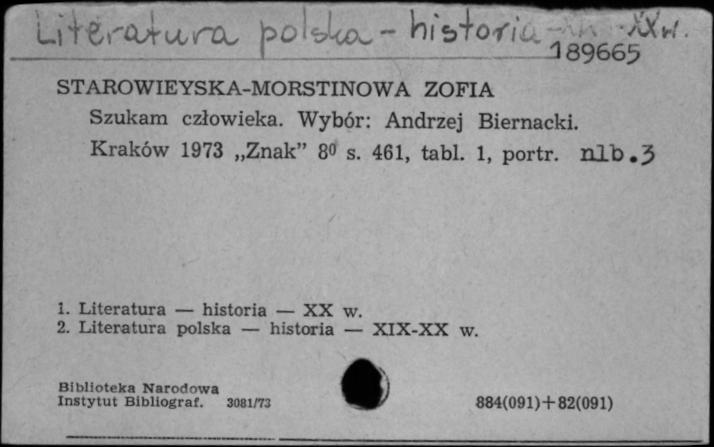 Literatura polska - historia - XX w.
189665
STAROWIEYSKA-MORSTINOWA ZOFIA
Szukam człowieka. Wybór: Andrzej Biernacki.
Kraków 1973 „Znak” 8⁰ s. 461, tabl. 1, portr. nlb.3
1. Literatura — historia — XX w.
2. Literatura polska — historia — XIX-XX w.
Biblioteka Narodowa
Instytut Bibliograf. 3081/73
884(091)+82(091)